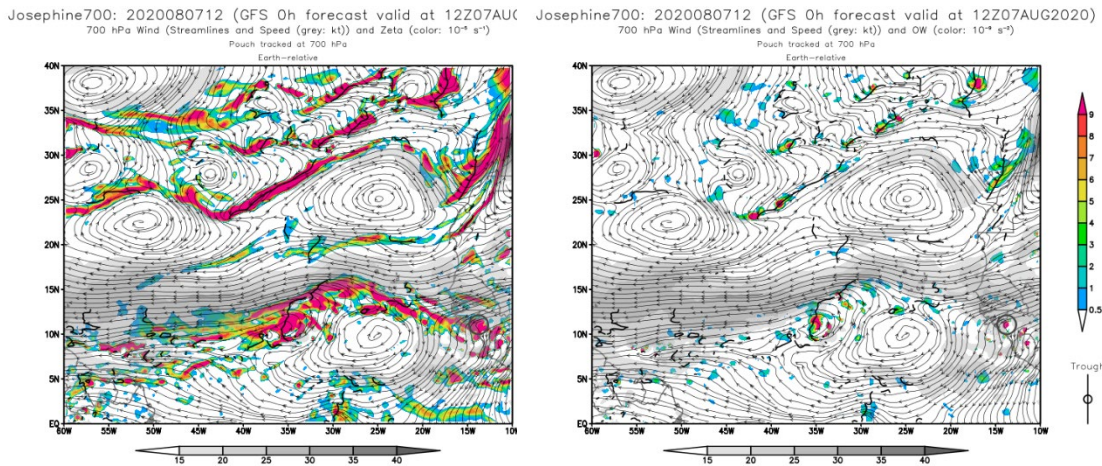 Josephine700: 2020080712 (GFS 0h forecast valid at 12Z07AUG
700 hPa Wind (Streamlines and Speed (grey: kt)) and Zeta (color: 10⁻⁵ s⁻¹)
Pouch tracked at 700 hPa
Earth-relative
40N
35N
30N
25N
20N
15N
10N
5N
EQ
60W 55W 50W 45W 40W 35W 30W 25W 20W 15W 10W
15 20 25 30 35 40
Josephine700: 2020080712 (GFS 0h forecast valid at 12Z07AUG2020)
700 hPa Wind (Streamlines and Speed (grey: kt)) and OW (color: 10⁻⁹ s⁻²)
Pouch tracked at 700 hPa
Earth-relative
40N
35N
30N
25N
20N
15N
10N
5N
EQ
60W 55W 50W 45W 40W 35W 30W 25W 20W 15W 10W
15 20 25 30 35 40
9
8
7
6
5
4
3
2
1
0.5
Trough